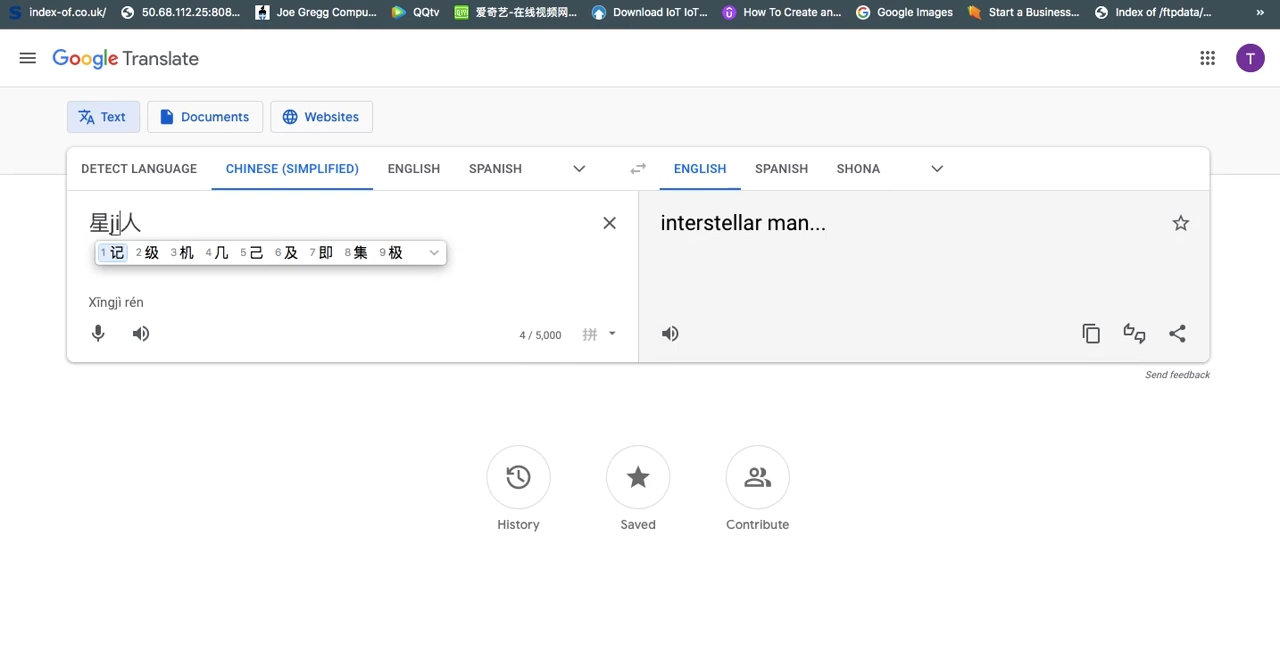 index-of.co.uk/ 50.68.112.25:808... Joe Gregg Compu... QQtv 爱奇艺-在线视频网... Download IoT IoT... How To Create an... Google Images Start a Business... Index of /ftpdata/... »
Google Translate T
Text Documents Websites
DETECT LANGUAGE CHINESE (SIMPLIFIED) ENGLISH SPANISH ENGLISH SPANISH SHONA
星ji人 interstellar man...
1 记 2 级 3 机 4 几 5 己 6 及 7 即 8 集 9 极
Xīngjì rén
4 / 5,000 拼
Send feedback
History Saved Contribute